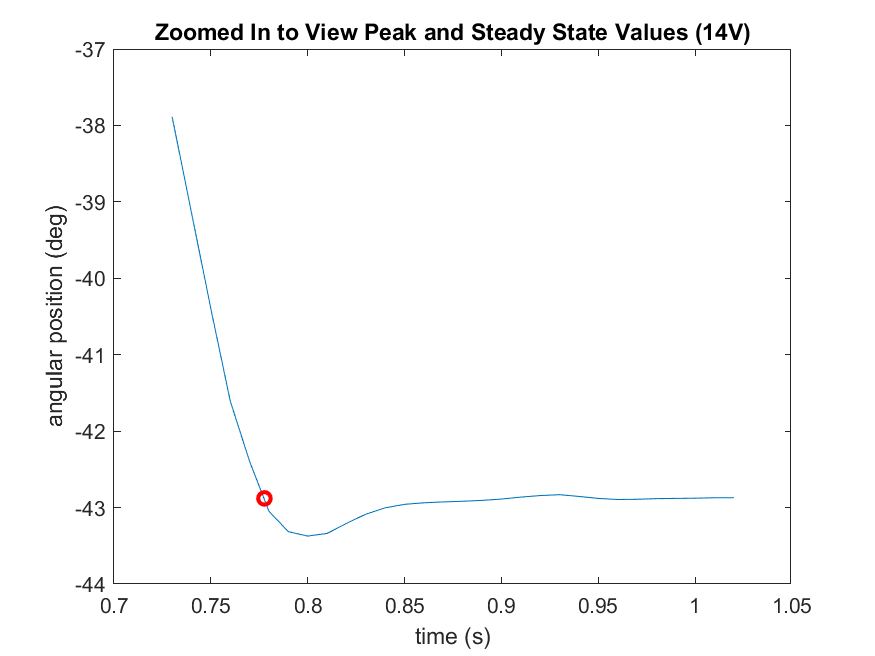 Zoomed In to View Peak and Steady State Values (14V)
-37
-38
-39
-40
-41
-42
-43
-44
angular position (deg)
0.7 0.75 0.8 0.85 0.9 0.95 1 1.05
time (s)